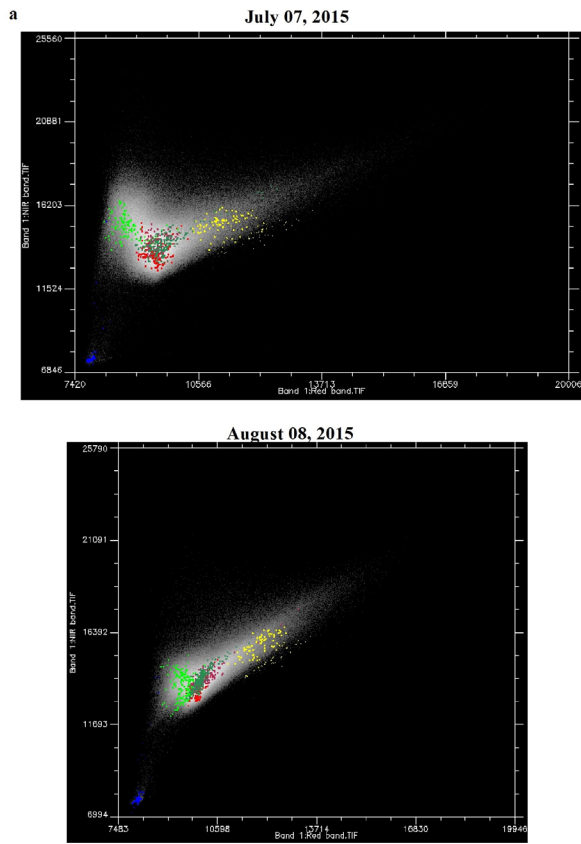 a
July 07, 2015
25560
20881
16203
11524
6846
Band 1:NIR band.TIF
7420 10566 13713 16859 20006
Band 1:Red band.TIF
August 08, 2015
25790
21091
16392
11693
6994
Band 1:NIR band.TIF
7483 10598 13714 16830 19946
Band 1:Red band.TIF